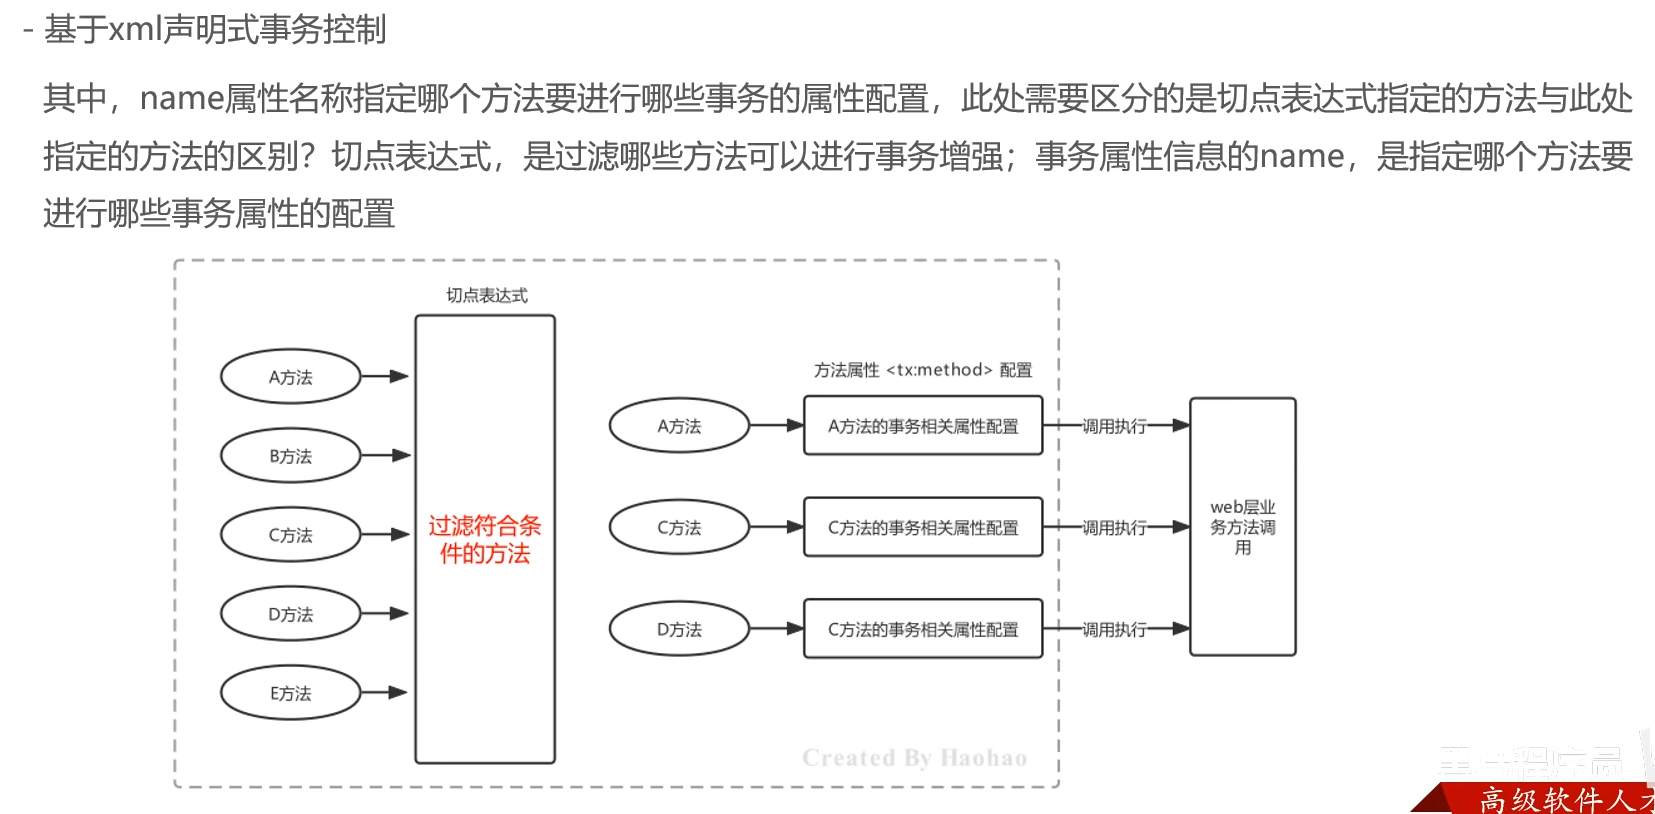 - 基于xml声明式事务控制
其中，name属性名称指定哪个方法要进行哪些事务的属性配置，此处需要区分的是切点表达式指定的方法与此处
指定的方法的区别？切点表达式，是过滤哪些方法可以进行事务增强；事务属性信息的name，是指定哪个方法要
进行哪些事务属性的配置
切点表达式
A方法
B方法
C方法
D方法
E方法
过滤符合条
件的方法
方法属性 <tx:method> 配置
A方法
A方法的事务相关属性配置
调用执行
C方法
C方法的事务相关属性配置
调用执行
D方法
C方法的事务相关属性配置
调用执行
web层业
务方法调
用
Created By Haohao
程序员
高级软件人